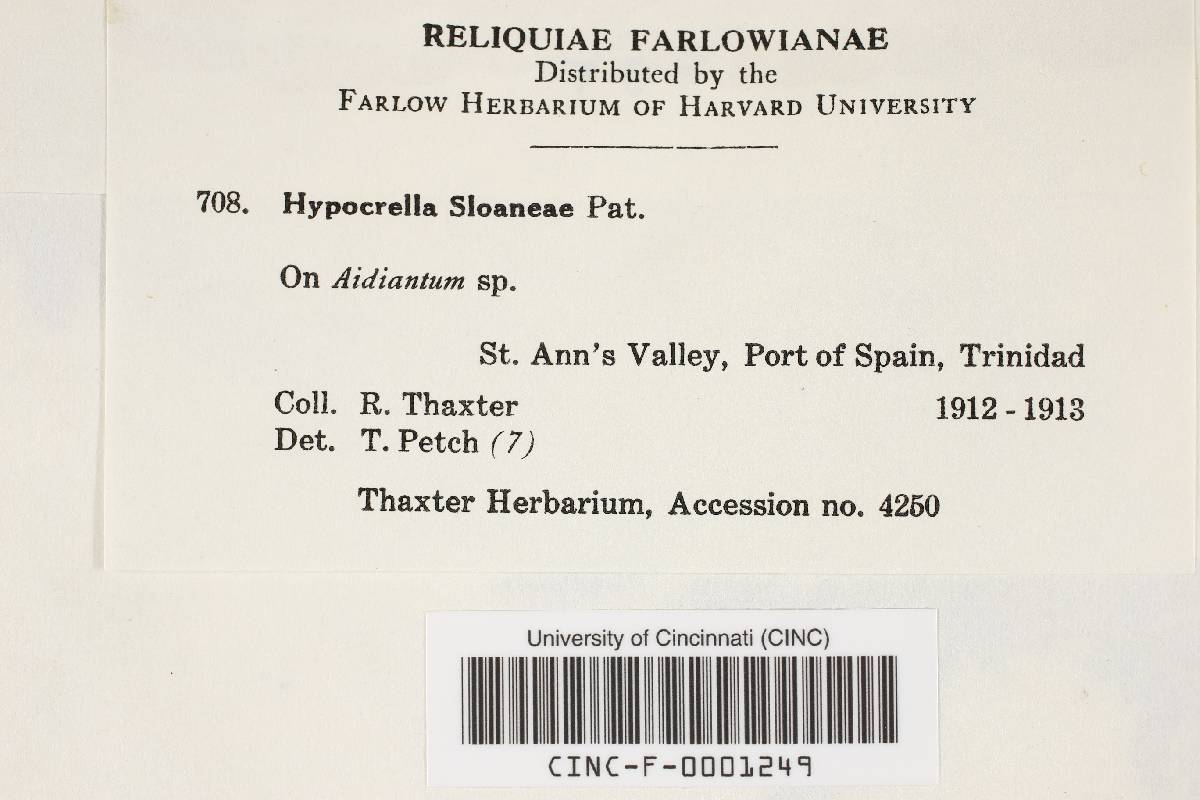 RELIQUIAE FARLOWIANAE
Distributed by the
FARLOW HERBARIUM OF HARVARD UNIVERSITY
708. Hypocrella Sloaneae Pat.
On Aidiantum sp.
St. Ann's Valley, Port of Spain, Trinidad
Coll. R. Thaxter 1912 - 1913
Det. T. Petch (7)
Thaxter Herbarium, Accession no. 4250
University of Cincinnati (CINC)
CINC-F-0001249